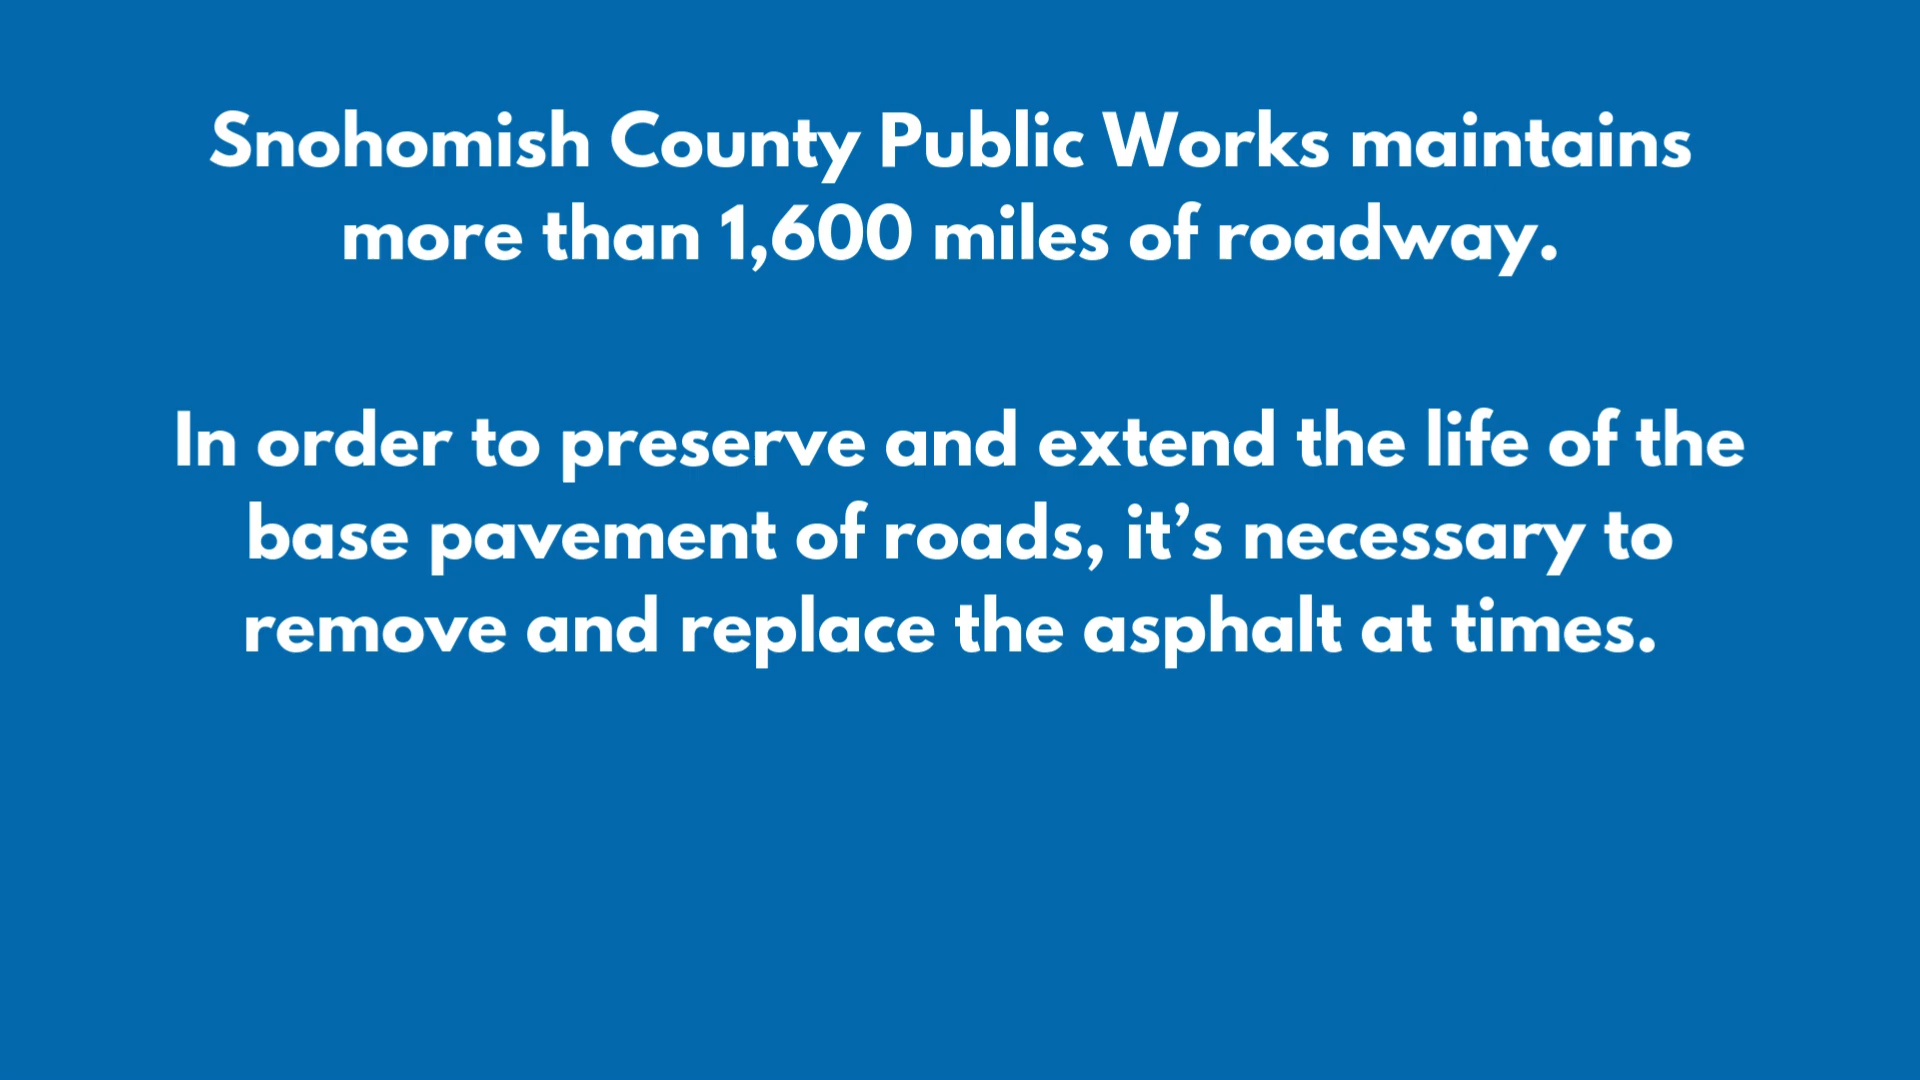 Snohomish County Public Works maintains
more than 1,600 miles of roadway.
In order to preserve and extend the life of the
base pavement of roads, it’s necessary to
remove and replace the asphalt at times.